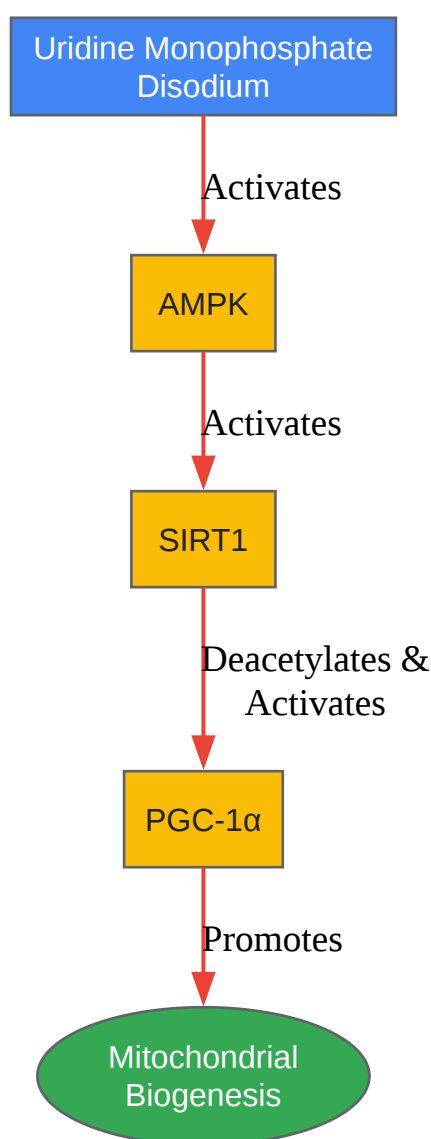 Uridine Monophosphate
Disodium
Activates
AMPK
Activates
SIRT1
Deacetylates &
Activates
PGC-1α
Promotes
Mitochondrial
Biogenesis